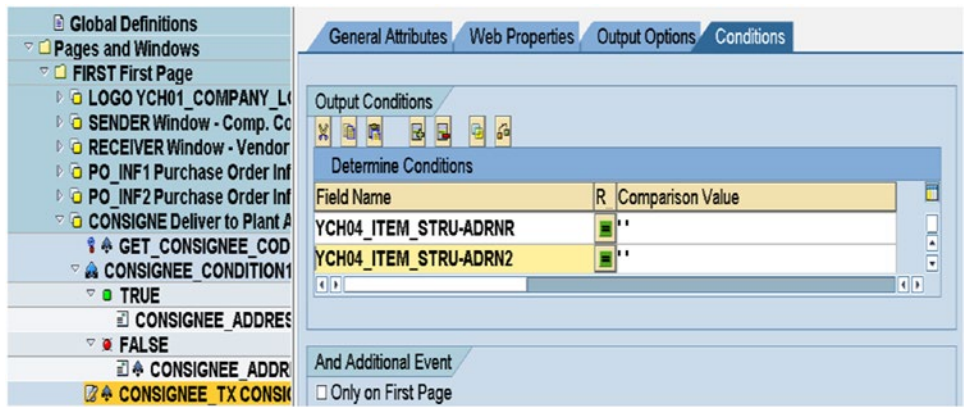 Global Definitions
Pages and Windows
FIRST First Page
LOGO YCH01_COMPANY_L
SENDER Window - Comp. Co
RECEIVER Window - Vendor
PO_INF1 Purchase Order Inf
PO_INF2 Purchase Order Inf
CONSIGNE Deliver to Plant A
GET_CONSIGNEE_COD
CONSIGNEE_CONDITION1
TRUE
CONSIGNEE_ADDRES
FALSE
CONSIGNEE_ADDR
CONSIGNEE_TX CONSI
General Attributes Web Properties Output Options Conditions
Output Conditions
Determine Conditions
Field Name R Comparison Value
YCH04_ITEM_STRU-ADRNR = ' '
YCH04_ITEM_STRU-ADRN2 = ' '
And Additional Event
Only on First Page